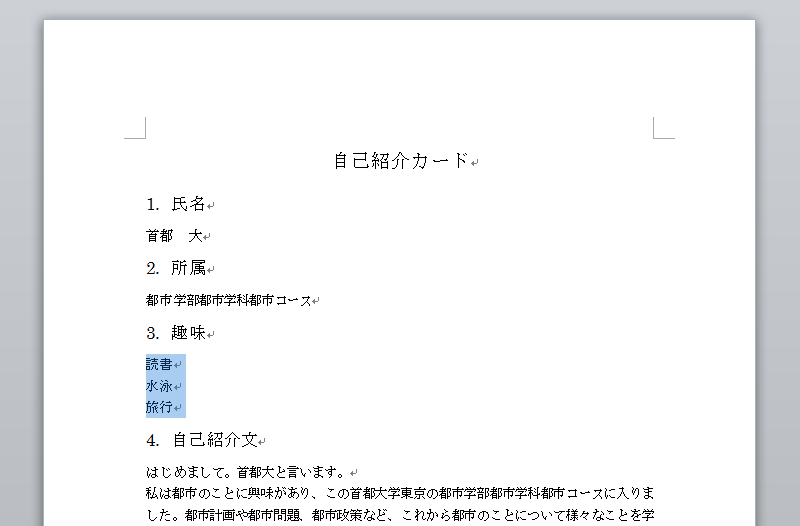 自己紹介カード
1. 氏名
首都　大
2. 所属
都市学部都市学科都市コース
3. 趣味
読書
水泳
旅行
4. 自己紹介文
はじめまして。首都大と言います。
私は都市のことに興味があり、この首都大学東京の都市学部都市学科都市コースに入りま
した。都市計画や都市問題、都市政策など、これから都市のことについて様々なことを学